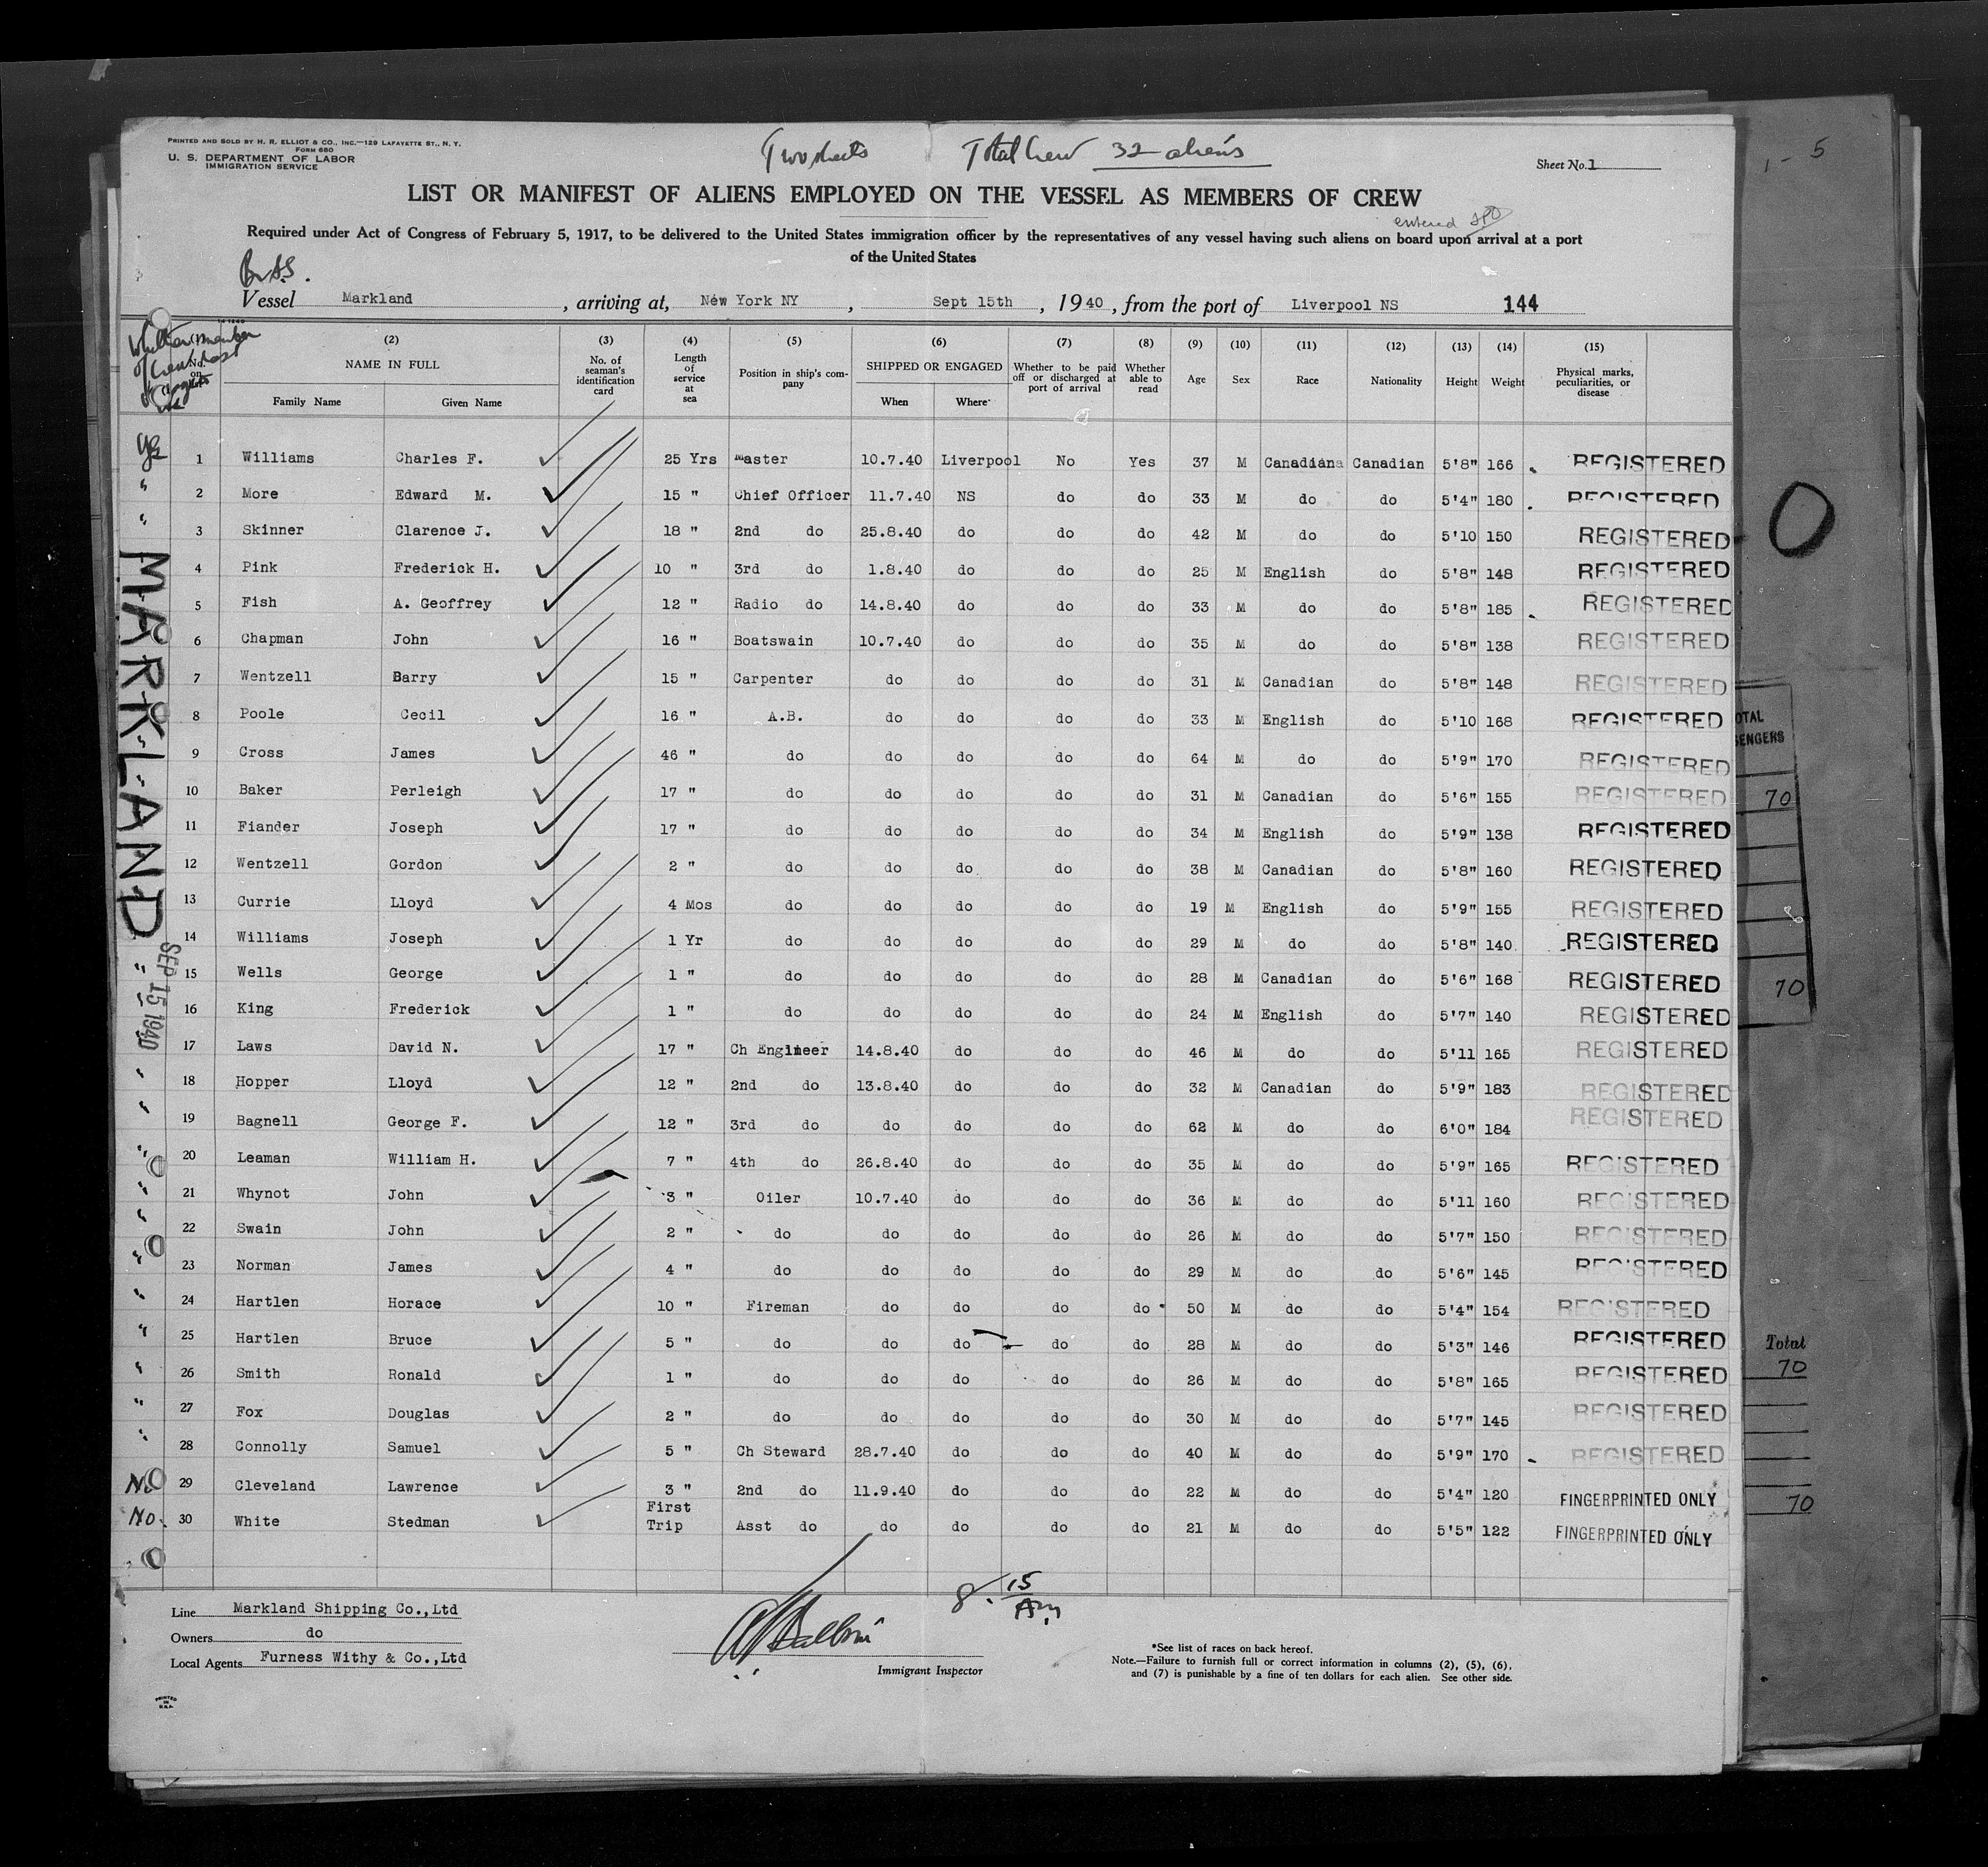 PRINTED AND SOLD BY H. R. ELLIOT & CO., INC.—129 LAFAYETTE ST., N. Y.
FORM 680
U. S. DEPARTMENT OF LABOR
IMMIGRATION SERVICE
Two sheets Total Crew 32 aliens
Sheet No. 1
LIST OR MANIFEST OF ALIENS EMPLOYED ON THE VESSEL AS MEMBERS OF CREW
entered
Required under Act of Congress of February 5, 1917, to be delivered to the United States immigration officer by the representatives of any vessel having such aliens on board upon arrival at a port
of the United States
Br. S.S.
Vessel Markland, arriving at, New York NY, Sept 15th, 1940, from the port of Liverpool NS 144
(2) (3) (4) (5) (6) (7) (8) (9) (10) (11) (12) (13) (14) (15)
NAME IN FULL No. of seaman's identification card Length of service at sea Position in ship's company SHIPPED OR ENGAGED Whether to be paid off or discharged at port of arrival Whether able to read Age Sex Race Nationality Height Weight Physical marks, peculiarities, or disease
Family Name Given Name When Where
yes 1 Williams Charles F. 25 Yrs Master 10.7.40 Liverpool No Yes 37 M Canadiana Canadian 5'8" 166 REGISTERED
" 2 More Edward M. 15 " Chief Officer 11.7.40 NS do do 33 M do do 5'4" 180 REGISTERED
" 3 Skinner Clarence J. 18 " 2nd do 25.8.40 do do do 42 M do do 5'10 150 REGISTERED
4 Pink Frederick H. 10 " 3rd do 1.8.40 do do do 25 M English do 5'8" 148 REGISTERED
5 Fish A. Geoffrey 12 " Radio do 14.8.40 do do do 33 M do do 5'8" 185 REGISTERED
6 Chapman John 16 " Boatswain 10.7.40 do do do 35 M do do 5'8" 138 REGISTERED
7 Wentzell Barry 15 " Carpenter do do do do 31 M Canadian do 5'8" 148 REGISTERED
8 Poole Cecil 16 " A.B. do do do do 33 M English do 5'10 168 REGISTERED
9 Cross James 46 " do do do do do 64 M do do 5'9" 170 REGISTERED
10 Baker Perleigh 17 " do do do do do 31 M Canadian do 5'6" 155 REGISTERED
11 Fiander Joseph 17 " do do do do do 34 M English do 5'9" 138 REGISTERED
12 Wentzell Gordon 2 " do do do do do 38 M Canadian do 5'8" 160 REGISTERED
13 Currie Lloyd 4 Mos do do do do do 19 M English do 5'9" 155 REGISTERED
14 Williams Joseph 1 Yr do do do do do 29 M do do 5'8" 140 REGISTERED
15 Wells George 1 " do do do do do 28 M Canadian do 5'6" 168 REGISTERED
16 King Frederick 1 " do do do do do 24 M English do 5'7" 140 REGISTERED
17 Laws David N. 17 " Ch Engineer 14.8.40 do do do 46 M do do 5'11 165 REGISTERED
" 18 Hopper Lloyd 12 " 2nd do 13.8.40 do do do 32 M Canadian do 5'9" 183 REGISTERED
" 19 Bagnell George F. 12 " 3rd do do do do do 62 M do do 6'0" 184 REGISTERED
" 20 Leaman William H. 7 " 4th do 26.8.40 do do do 35 M do do 5'9" 165 REGISTERED
" 21 Whynot John 3 " Oiler 10.7.40 do do do 36 M do do 5'11 160 REGISTERED
" 22 Swain John 2 " do do do do do 26 M do do 5'7" 150 REGISTERED
" 23 Norman James 4 " do do do do do 29 M do do 5'6" 145 REGISTERED
" 24 Hartlen Horace 10 " Fireman do do do do 50 M do do 5'4" 154 REGISTERED
" 25 Hartlen Bruce 5 " do do do do do 28 M do do 5'3" 146 REGISTERED
" 26 Smith Ronald 1 " do do do do do 26 M do do 5'8" 165 REGISTERED
" 27 Fox Douglas 2 " do do do do do 30 M do do 5'7" 145 REGISTERED
" 28 Connolly Samuel 5 " Ch Steward 28.7.40 do do do 40 M do do 5'9" 170 REGISTERED
No 29 Cleveland Lawrence 3 " 2nd do 11.9.40 do do do 22 M do do 5'4" 120 FINGERPRINTED ONLY
No. 30 White Stedman First Trip Asst do do do do do 21 M do do 5'5" 122 FINGERPRINTED ONLY
MARKLAND
SEP 15 1940
8. 15 Am
Line Markland Shipping Co.,Ltd
Owners do
Local Agents Furness Withy & Co.,Ltd
Immigrant Inspector
*See list of races on back hereof.
Note.—Failure to furnish full or correct information in columns (2), (5), (6),
and (7) is punishable by a fine of ten dollars for each alien. See other side.
PRINTED
IN
U.S.A.
1 - 5
0
OTAL
SENGERS
70
70
Total
70
70